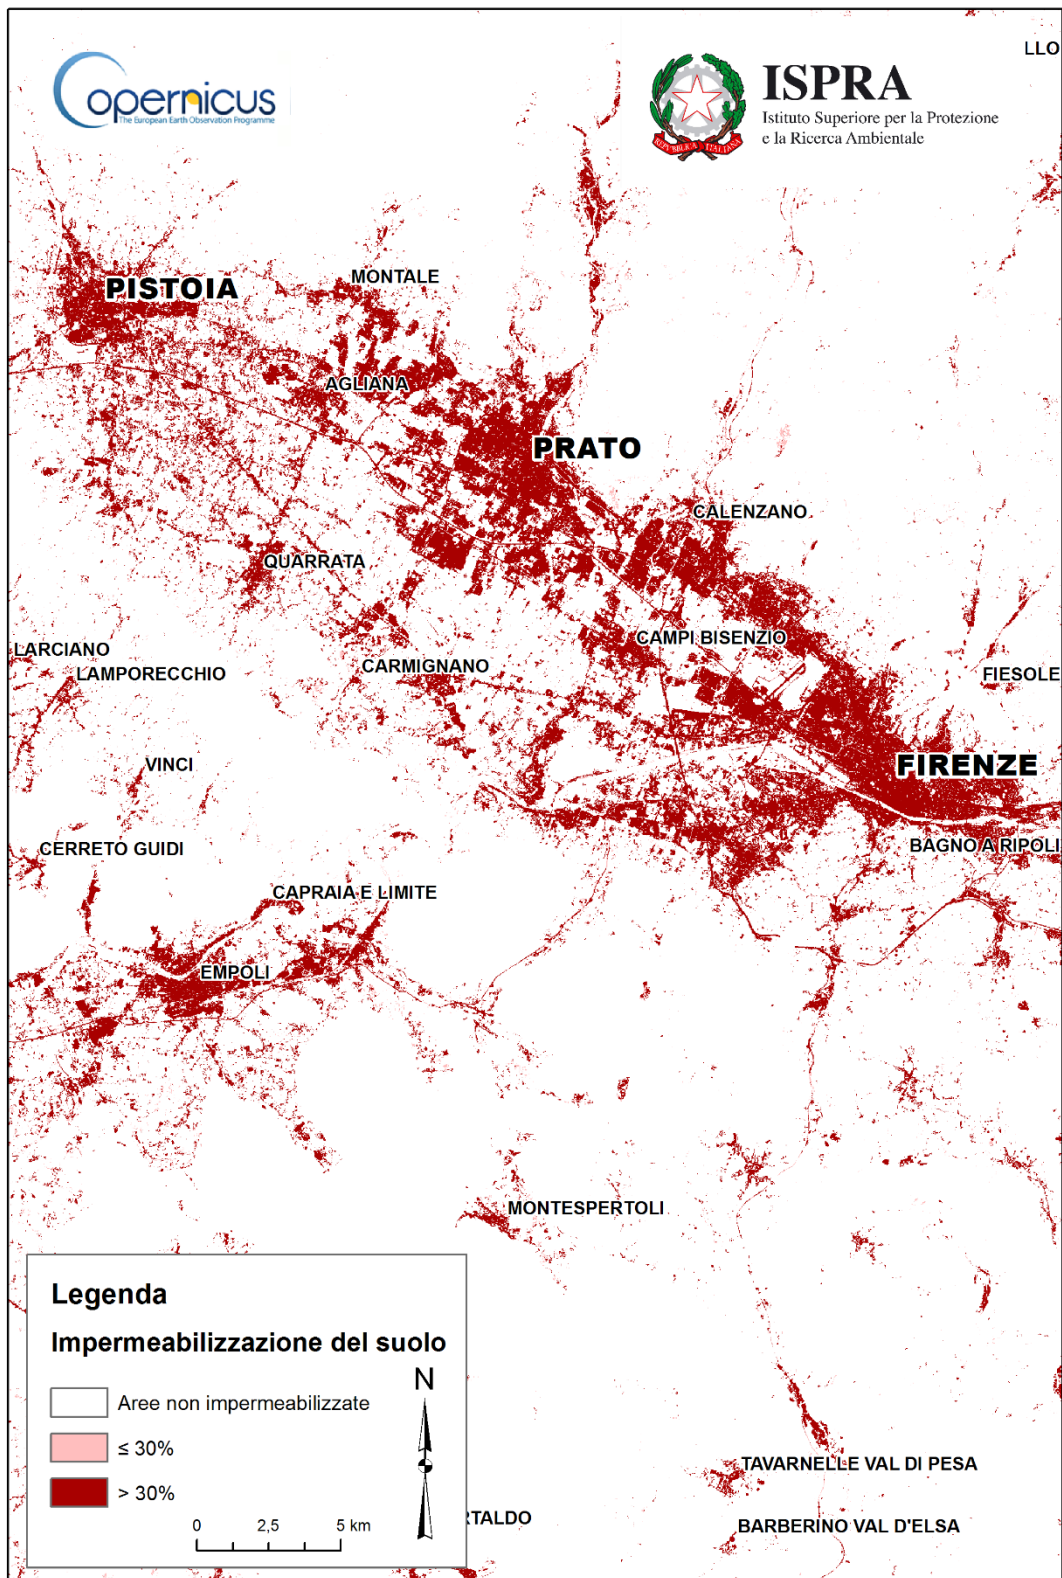 LLO
Copernicus
The European Earth Observation Programme
REPVBBLICA ITALIANA
ISPRA
Istituto Superiore per la Protezione
e la Ricerca Ambientale
PISTOIA
MONTALE
AGLIANA
PRATO
CALENZANO
QUARRATA
CAMPI BISENZIO
LARCIANO
CARMIGNANO
LAMPORECCHIO
FIESOLE
VINCI
FIRENZE
CERRETO GUIDI
BAGNO A RIPOLI
CAPRAIA E LIMITE
EMPOLI
MONTESPERTOLI
Legenda
Impermeabilizzazione del suolo
Aree non impermeabilizzate
≤ 30%
> 30%
N
0 2,5 5 km
TAVARNELLE VAL DI PESA
RTALDO
BARBERINO VAL D'ELSA